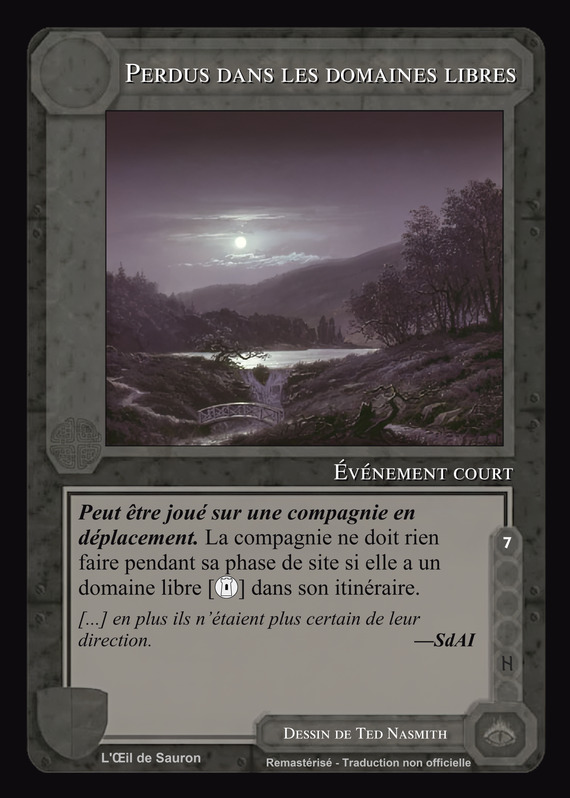 Perdus dans les domaines libres
Événement court
Peut être joué sur une compagnie en
déplacement. La compagnie ne doit rien
faire pendant sa phase de site si elle a un
domaine libre [ ] dans son itinéraire.
[...] en plus ils n'étaient plus certain de leur
direction. —SdAI
7
Dessin de Ted Nasmith
L'Œil de Sauron
Remastérisé - Traduction non officielle